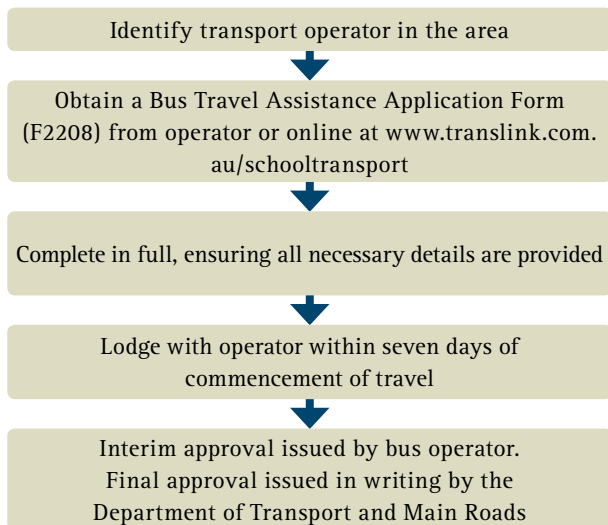 Identify transport operator in the area
Obtain a Bus Travel Assistance Application Form
(F2208) from operator or online at www.translink.com.
au/schooltransport
Complete in full, ensuring all necessary details are provided
Lodge with operator within seven days of
commencement of travel
Interim approval issued by bus operator.
Final approval issued in writing by the
Department of Transport and Main Roads